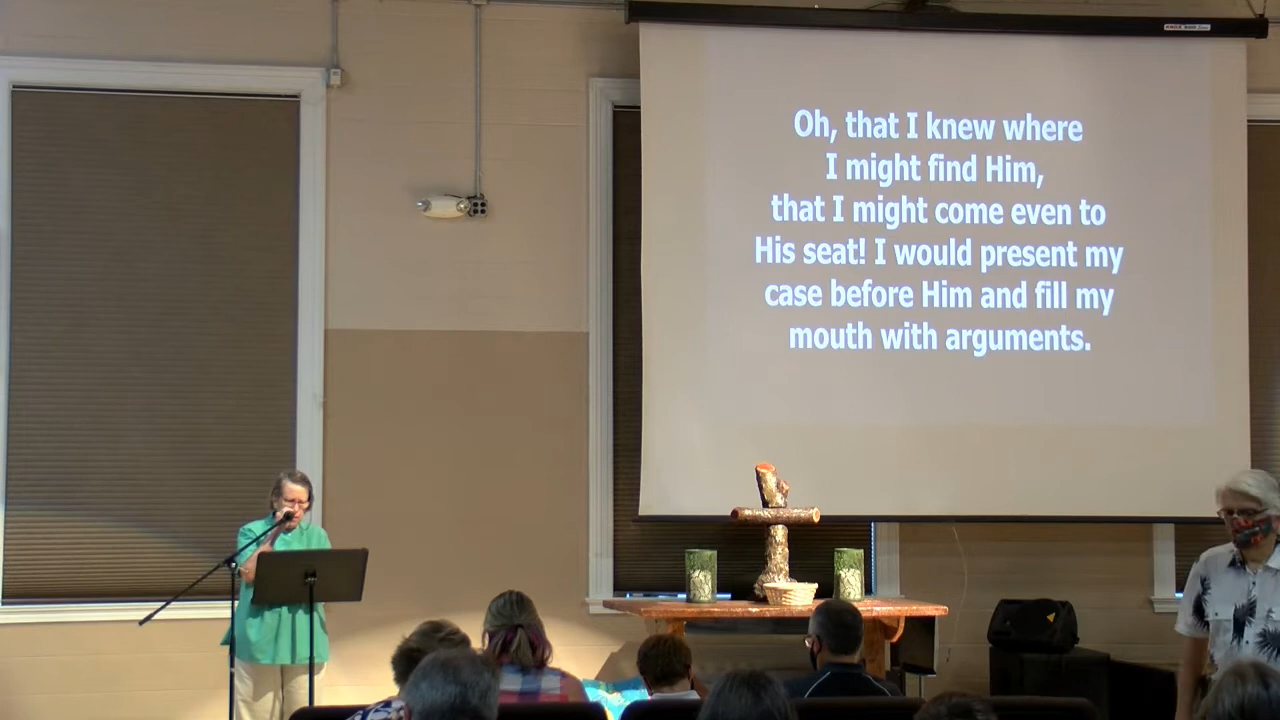 Oh, that I knew where
I might find Him,
that I might come even to
His seat! I would present my
case before Him and fill my
mouth with arguments.